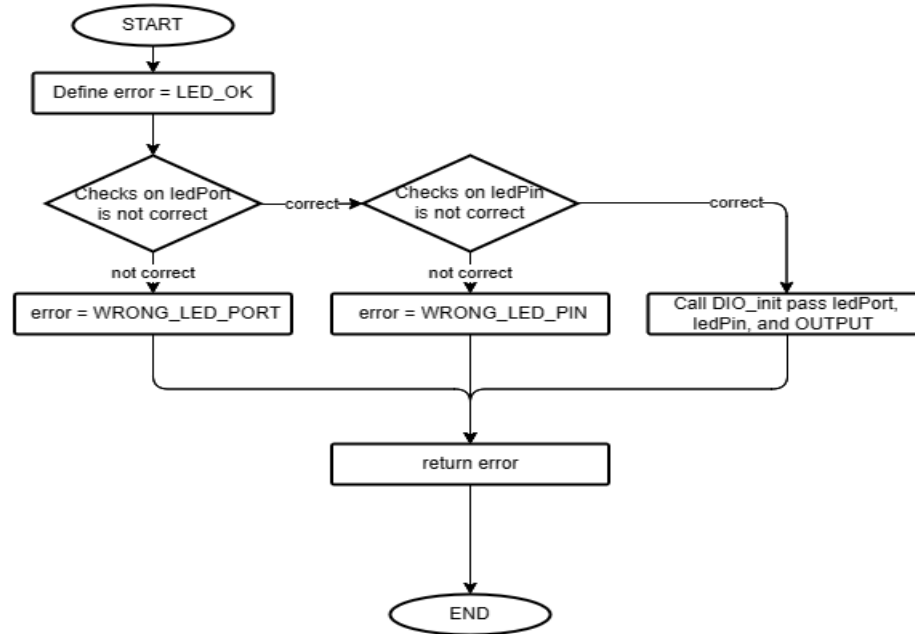 START
Define error = LED_OK
Checks on ledPort
is not correct
correct
Checks on ledPin
is not correct
correct
not correct
not correct
error = WRONG_LED_PORT
error = WRONG_LED_PIN
Call DIO_init pass ledPort,
ledPin, and OUTPUT
return error
END